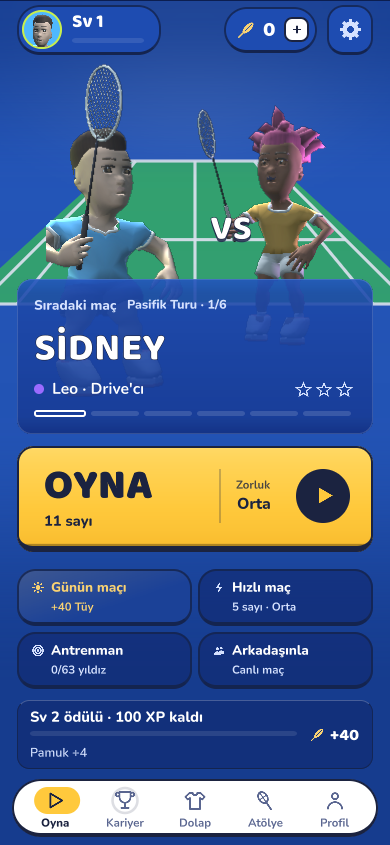 Sv 1
0 +
VS
Sıradaki maç Pasifik Turu · 1/6
SİDNEY
Leo · Drive'cı
OYNA
11 sayı
Zorluk
Orta
Günün maçı
+40 Tüy
Hızlı maç
5 sayı · Orta
Antrenman
0/63 yıldız
Arkadaşınla
Canlı maç
Sv 2 ödülü · 100 XP kaldı
+40
Pamuk +4
Oyna
Kariyer
Dolap
Atölye
Profil